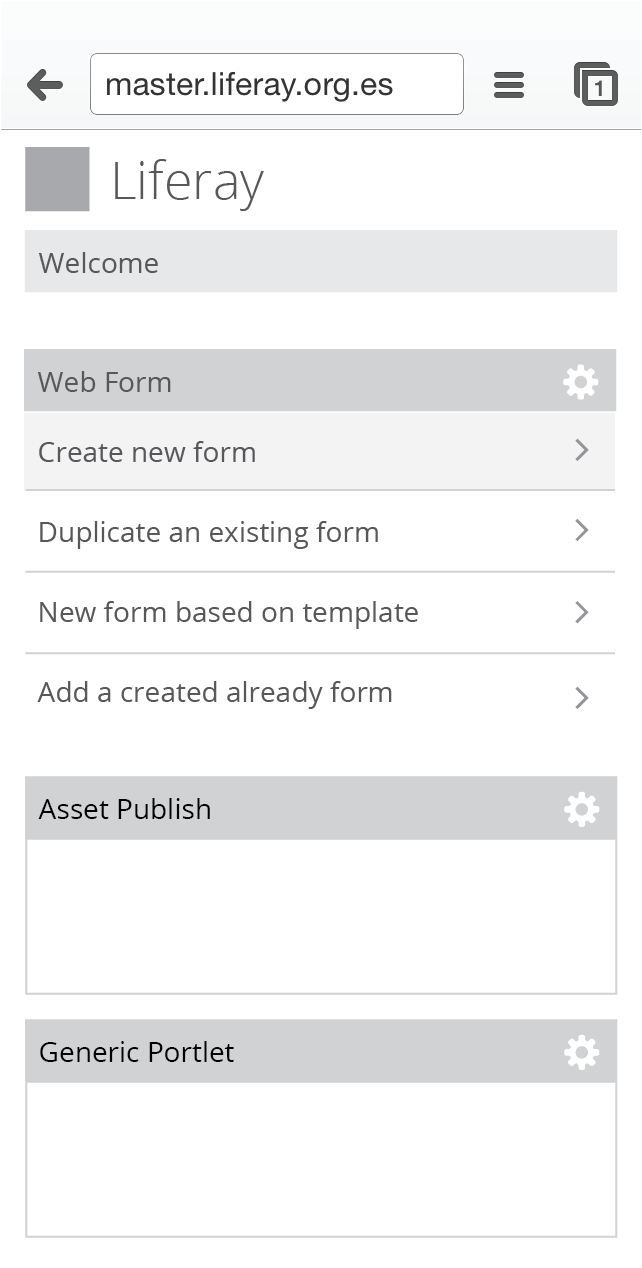 master.liferay.org.es
1
Liferay
Welcome
Web Form
Create new form
Duplicate an existing form
New form based on template
Add a created already form
Asset Publish
Generic Portlet